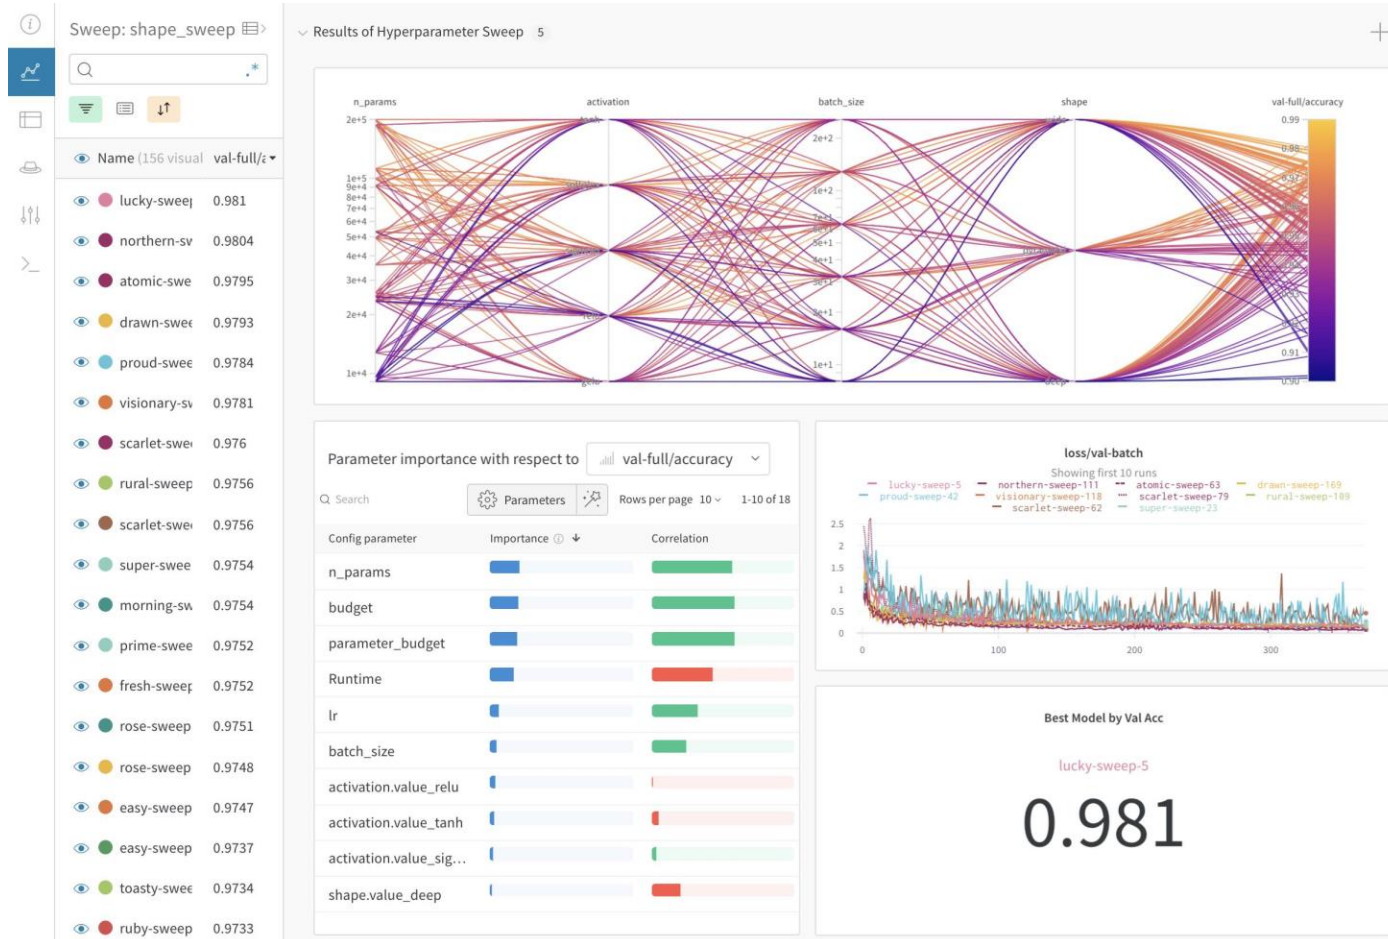 Sweep: shape_sweep
.*
Name (156 visual val-full/a
lucky-sweep 0.981
northern-sv 0.9804
atomic-swe 0.9795
drawn-swee 0.9793
proud-swee 0.9784
visionary-sv 0.9781
scarlet-swe 0.976
rural-sweep 0.9756
scarlet-swe 0.9756
super-swee 0.9754
morning-sw 0.9754
prime-swee 0.9752
fresh-sweep 0.9752
rose-sweep 0.9751
rose-sweep 0.9748
easy-sweep 0.9747
easy-sweep 0.9737
toasty-swee 0.9734
ruby-sweep 0.9733
Results of Hyperparameter Sweep 5
n_params activation batch_size shape val-full/accuracy
2e+5
1e+5
9e+4
8e+4
7e+4
6e+4
5e+4
4e+4
3e+4
2e+4
1e+4
tanh
relu
gelu
2e+2
1e+2
7e+1
5e+1
4e+1
3e+1
2e+1
1e+1
wide
deep
0.99
0.98
0.91
0.90
Parameter importance with respect to val-full/accuracy
Search Parameters Rows per page 10 1-10 of 18
Config parameter Importance Correlation
n_params
budget
parameter_budget
Runtime
lr
batch_size
activation.value_relu
activation.value_tanh
activation.value_sig...
shape.value_deep
loss/val-batch
Showing first 10 runs
lucky-sweep-5 northern-sweep-111 atomic-sweep-63 drawn-sweep-169
proud-sweep-42 visionary-sweep-118 scarlet-sweep-79 rural-sweep-109
scarlet-sweep-62 super-sweep-23
2.5
2
1.5
1
0.5
0
0 100 200 300
Best Model by Val Acc
lucky-sweep-5
0.981